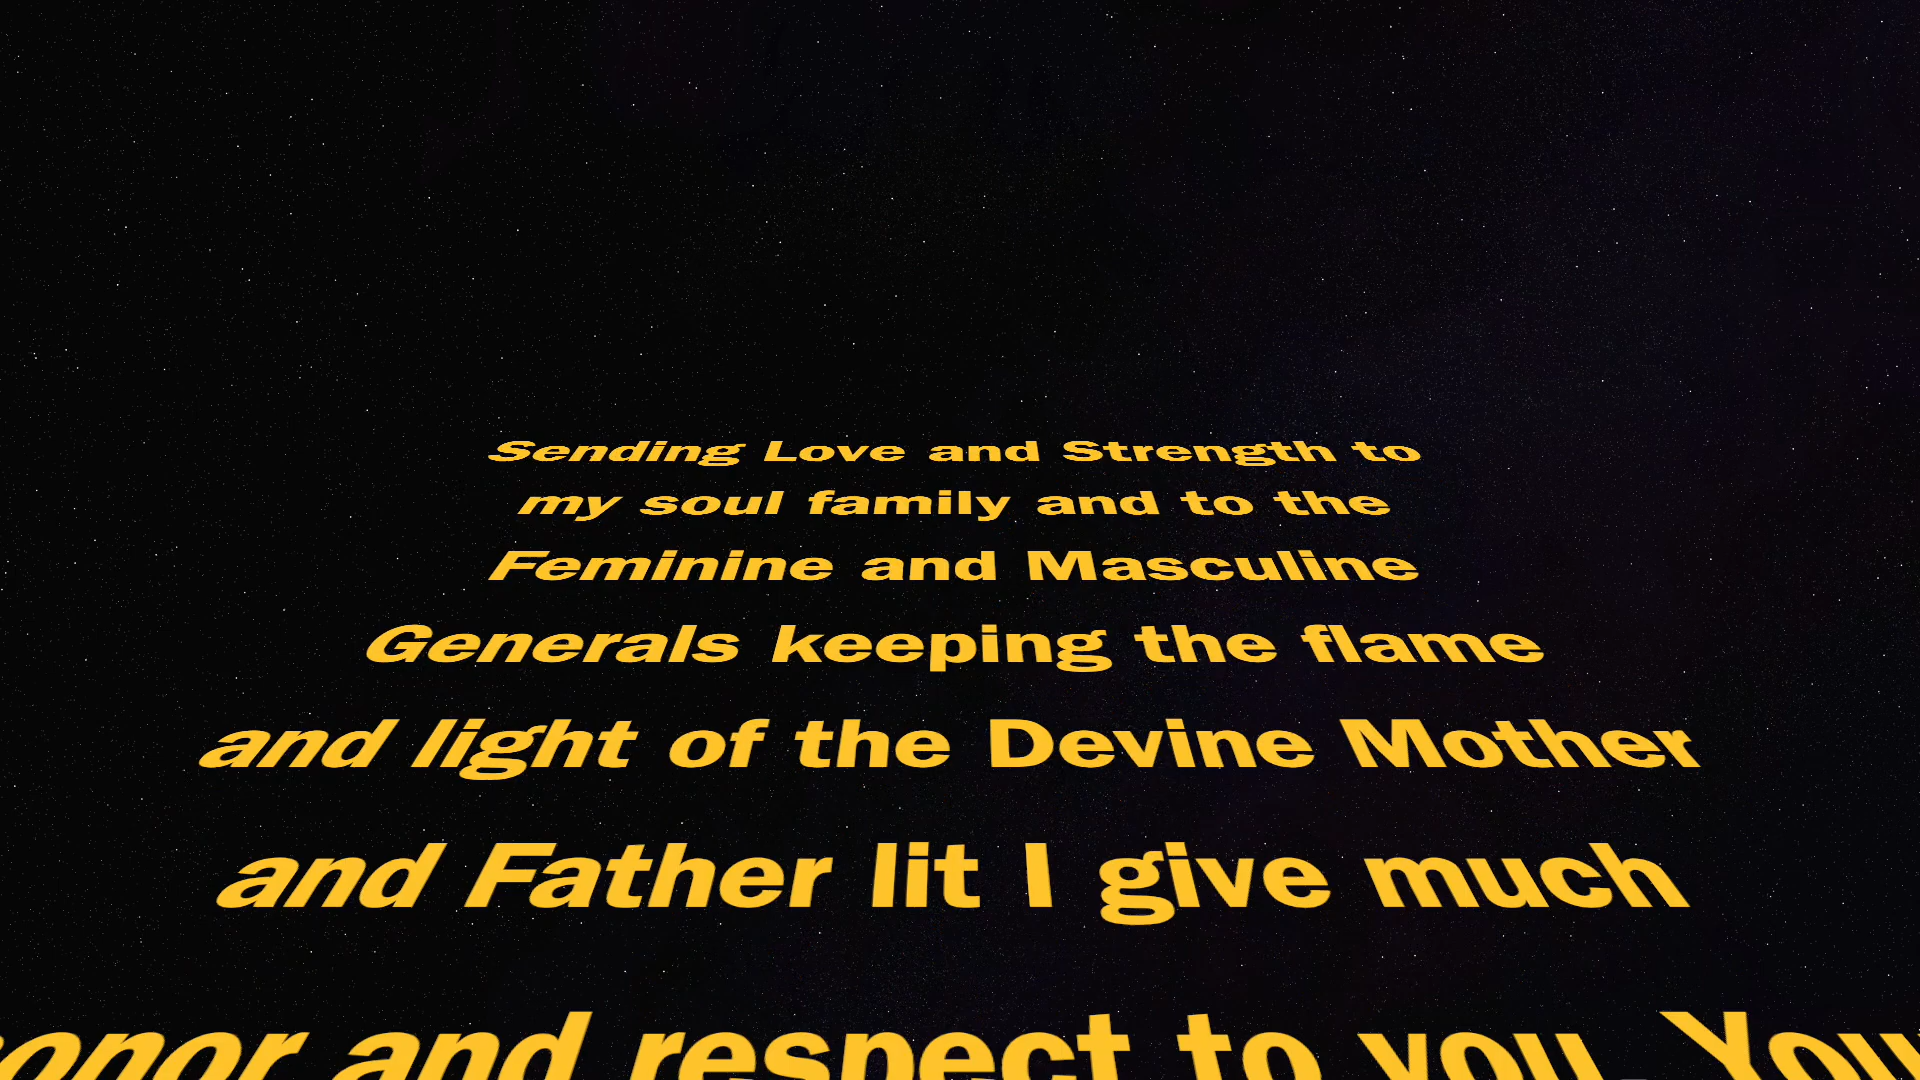 Sending Love and Strength to
my soul family and to the
Feminine and Masculine
Generals keeping the flame
and light of the Devine Mother
and Father lit I give much
and respect to you.